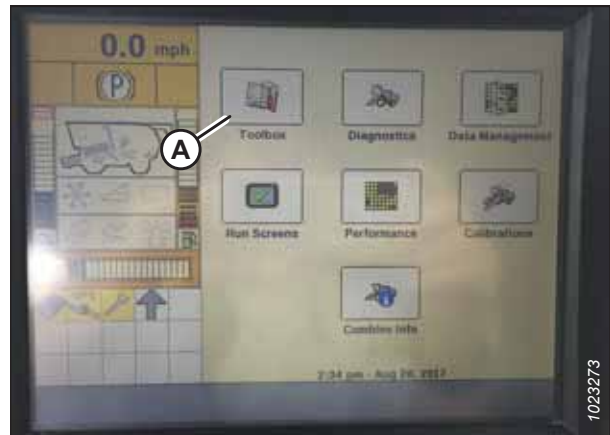 0.0 mph
(P)
A
Toolbox
Diagnostics
Data Management
Run Screens
Performance
Calibrations
Combine Info
2:34 pm - Aug 24, 2017
1023273